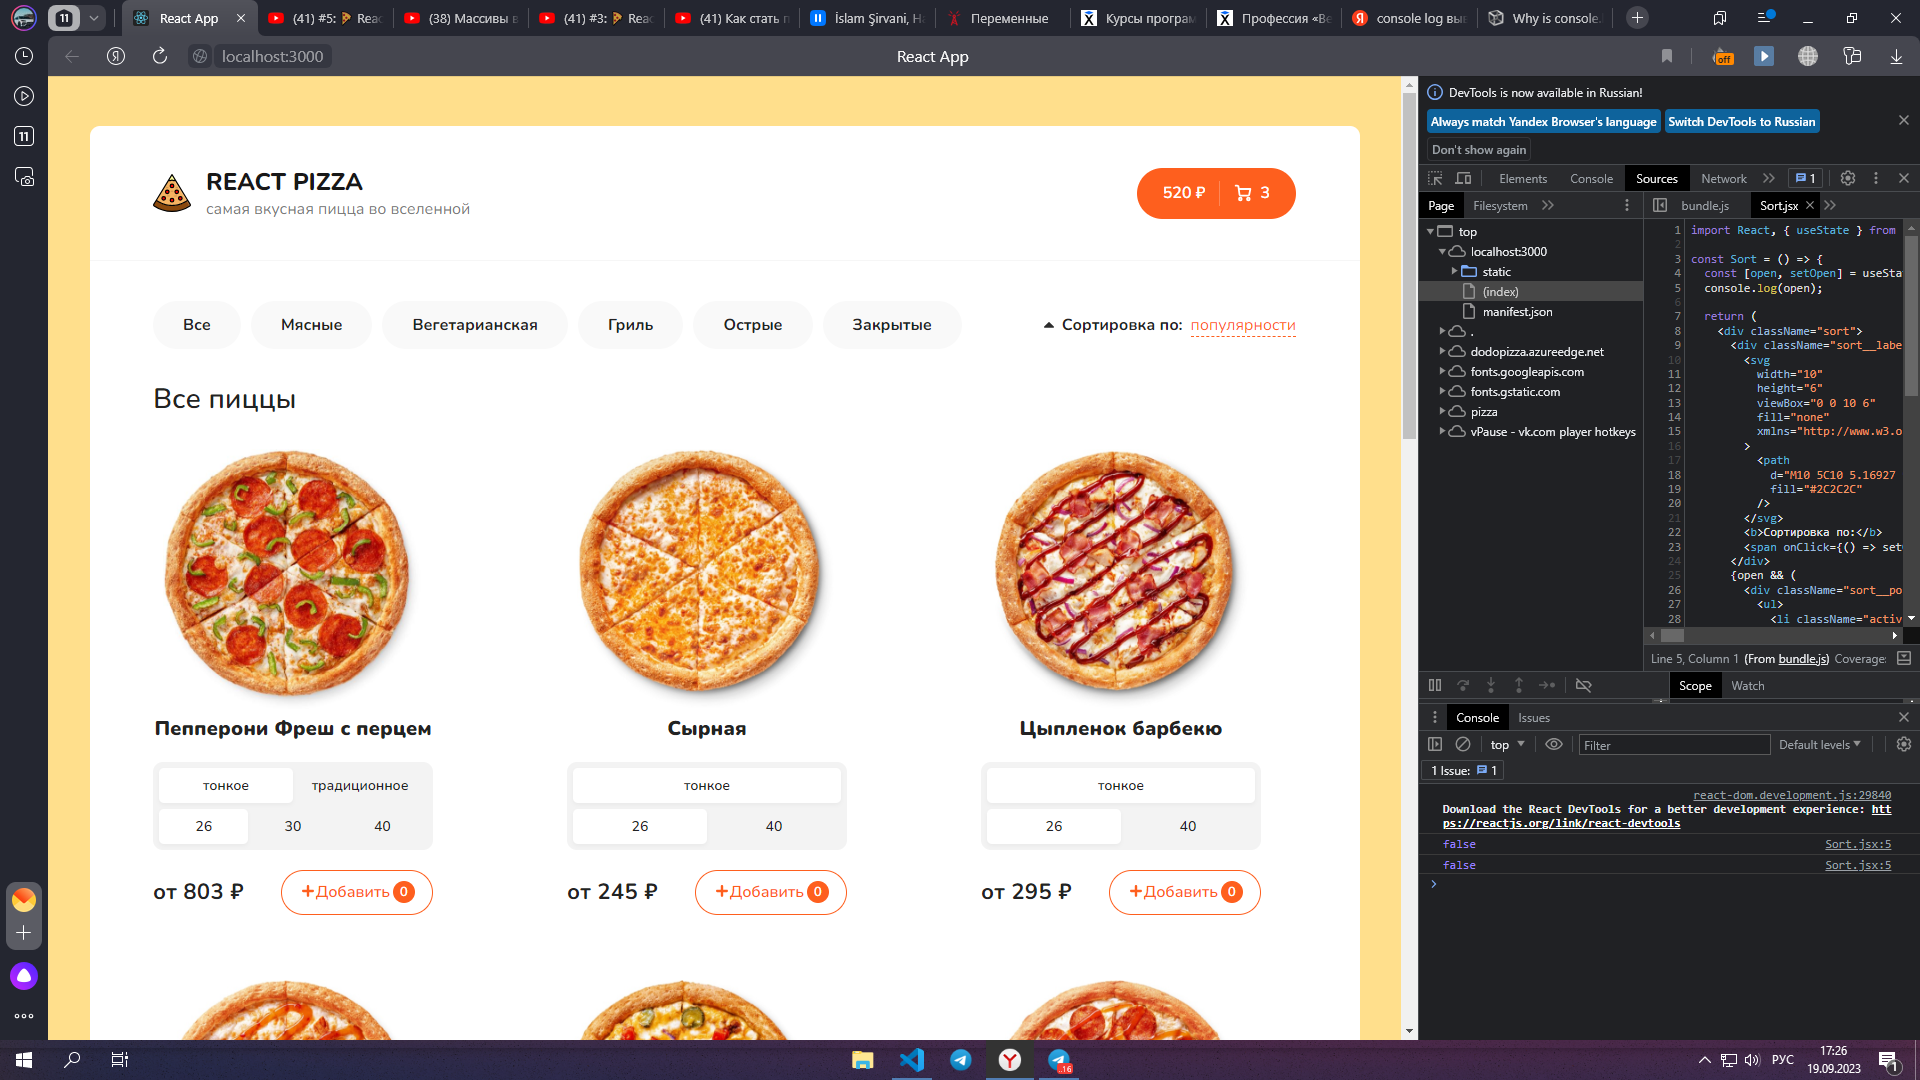 11
React App
(41) #5: 🍕 Reac
(38) Массивы в
(41) #3: 🍕 Reac
(41) Как стать п
İslam Şirvani, Ha
Переменные
Курсы програм
Профессия «Ве
console log выв
Why is console.l
localhost:3000
React App
off
11
REACT PIZZA
самая вкусная пицца во вселенной
520 ₽
3
Все
Мясные
Вегетарианская
Гриль
Острые
Закрытые
Сортировка по:
популярности
Все пиццы
Пепперони Фреш с перцем
тонкое
традиционное
26
30
40
от 803 ₽
+Добавить 0
Сырная
тонкое
26
40
от 245 ₽
+Добавить 0
Цыпленок барбекю
тонкое
26
40
от 295 ₽
+Добавить 0
DevTools is now available in Russian!
Always match Yandex Browser's language
Switch DevTools to Russian
Don't show again
Elements
Console
Sources
Network
1
Page
Filesystem
bundle.js
Sort.jsx
top
localhost:3000
static
(index)
manifest.json
.
dodopizza.azureedge.net
fonts.googleapis.com
fonts.gstatic.com
pizza
vPause - vk.com player hotkeys
1 import React, { useState } from
2
3 const Sort = () => {
4 const [open, setOpen] = useSta
5 console.log(open);
6
7 return (
8 <div className="sort">
9 <div className="sort__labe
10 <svg
11 width="10"
12 height="6"
13 viewBox="0 0 10 6"
14 fill="none"
15 xmlns="http://www.w3.o
16 >
17 <path
18 d="M10 5C10 5.16927
19 fill="#2C2C2C"
20 />
21 </svg>
22 <b>Сортировка по:</b>
23 <span onClick={() => set
24 </div>
25 {open && (
26 <div className="sort__po
27 <ul>
28 <li className="activ
Line 5, Column 1 (From bundle.js) Coverage:
Scope
Watch
Console
Issues
top
Filter
Default levels
1 Issue: 1
react-dom.development.js:29840
Download the React DevTools for a better development experience: htt
ps://reactjs.org/link/react-devtools
false Sort.jsx:5
false Sort.jsx:5
16
РУС
17:26
19.09.2023
1